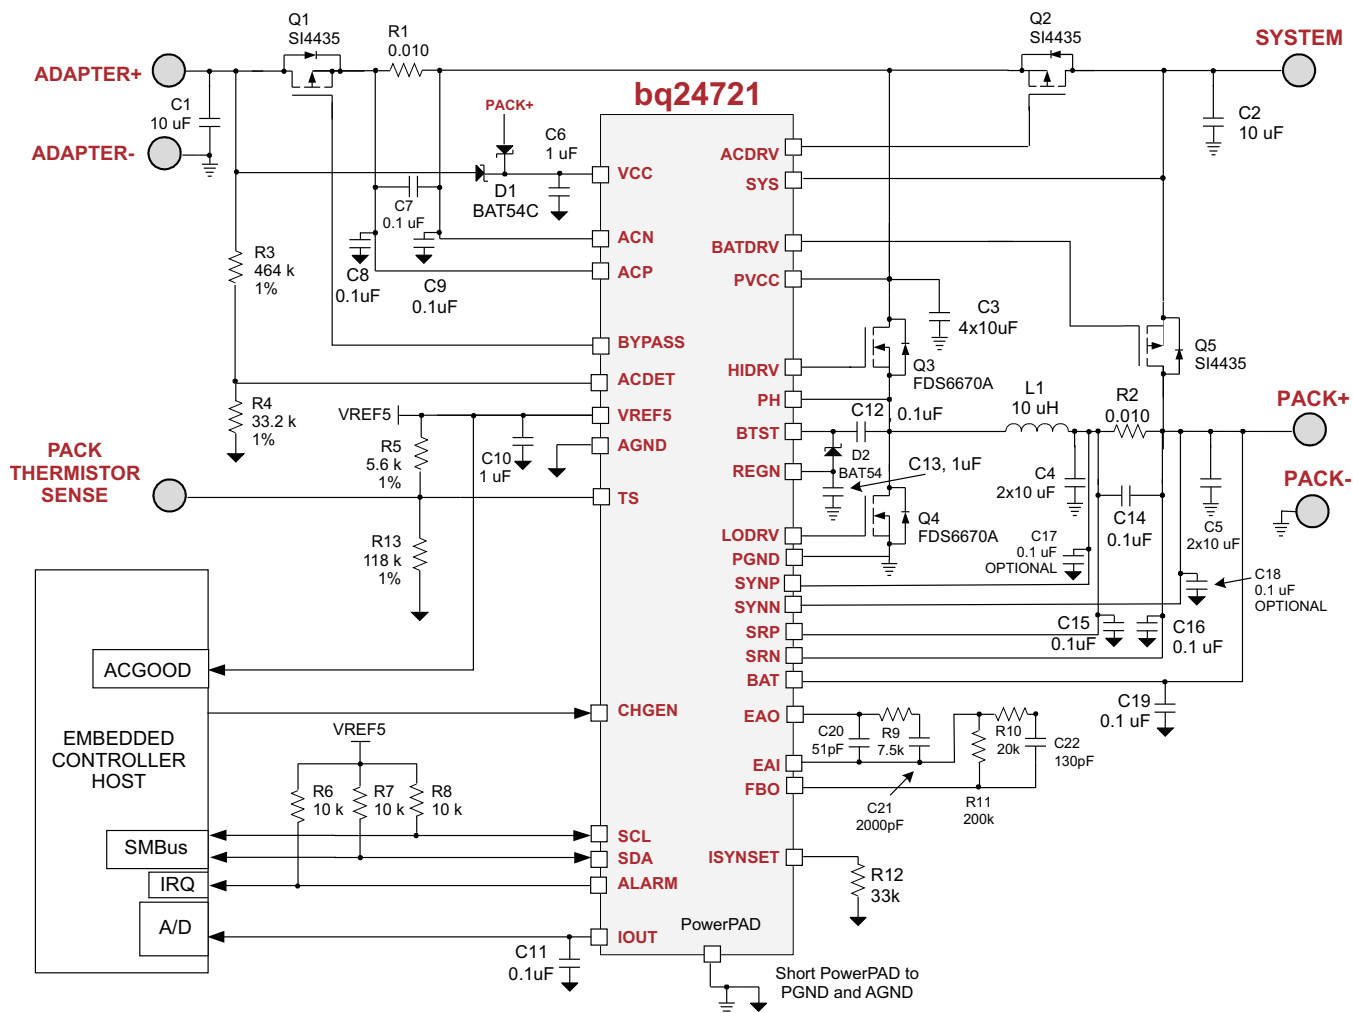 Q1
SI4435
R1
0.010
Q2
SI4435
SYSTEM
ADAPTER+
C1
10 uF
ADAPTER-
bq24721
PACK+
C6
1 uF
C2
10 uF
D1
BAT54C
C7
0.1 uF
C8
0.1uF
C9
0.1uF
R3
464 k
1%
VCC
ACN
ACP
BYPASS
ACDET
VREF5
AGND
TS
CHGEN
SCL
SDA
ALARM
IOUT
ACDRV
SYS
BATDRV
PVCC
HIDRV
PH
BTST
REGN
LODRV
PGND
SYNP
SYNN
SRP
SRN
BAT
EAO
EAI
FBO
ISYNSET
PowerPAD
C3
4x10uF
Q3
FDS6670A
Q5
SI4435
L1
10 uH
R2
0.010
PACK+
PACK-
C12
0.1uF
D2
BAT54
C13, 1uF
Q4
FDS6670A
C4
2x10 uF
C14
0.1uF
C5
2x10 uF
C17
0.1 uF
OPTIONAL
C18
0.1 uF
OPTIONAL
C15
0.1uF
C16
0.1 uF
C19
0.1 uF
R4
33.2 k
1%
VREF5
R5
5.6 k
1%
C10
1 uF
PACK
THERMISTOR
SENSE
R13
118 k
1%
ACGOOD
EMBEDDED
CONTROLLER
HOST
VREF5
R6
10 k
R7
10 k
R8
10 k
SMBus
IRQ
A/D
C11
0.1uF
C20
51pF
R9
7.5k
C21
2000pF
R10
20k
C22
130pF
R11
200k
R12
33k
Short PowerPAD to
PGND and AGND